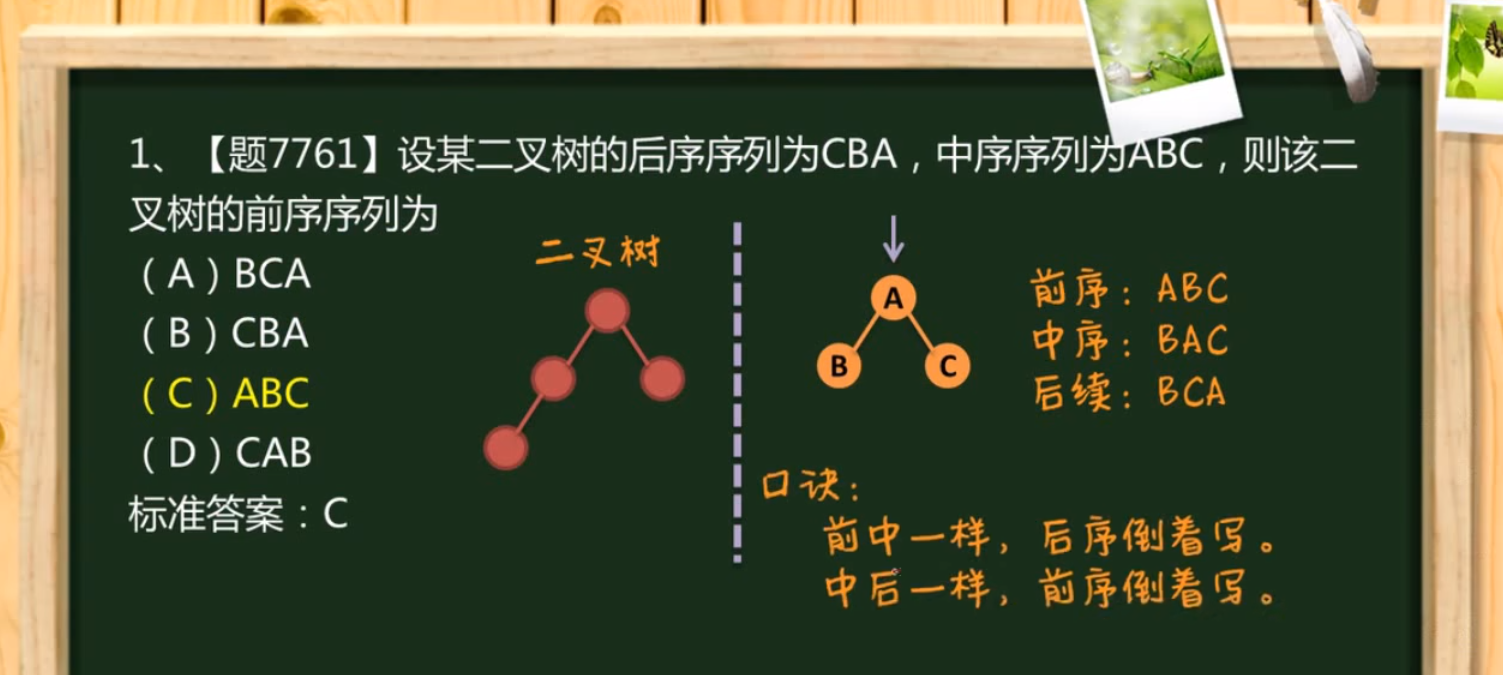 1、【题7761】设某二叉树的后序序列为CBA，中序序列为ABC，则该二
叉树的前序序列为
（A）BCA
（B）CBA
（C）ABC
（D）CAB
标准答案：C
二叉树
A
B
C
前序：ABC
中序：BAC
后续：BCA
口诀：
前中一样，后序倒着写。
中后一样，前序倒着写。